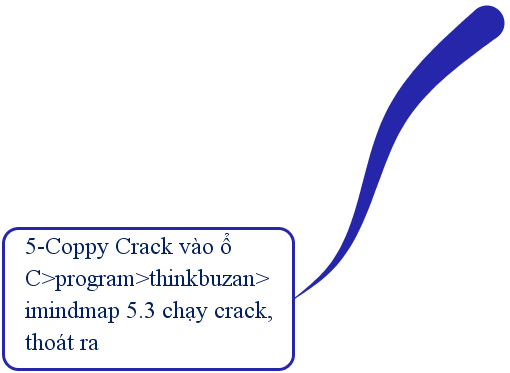 5-Coppy Crack vào ổ
C>program>thinkbuzan>
imindmap 5.3 chạy crack,
thoát ra